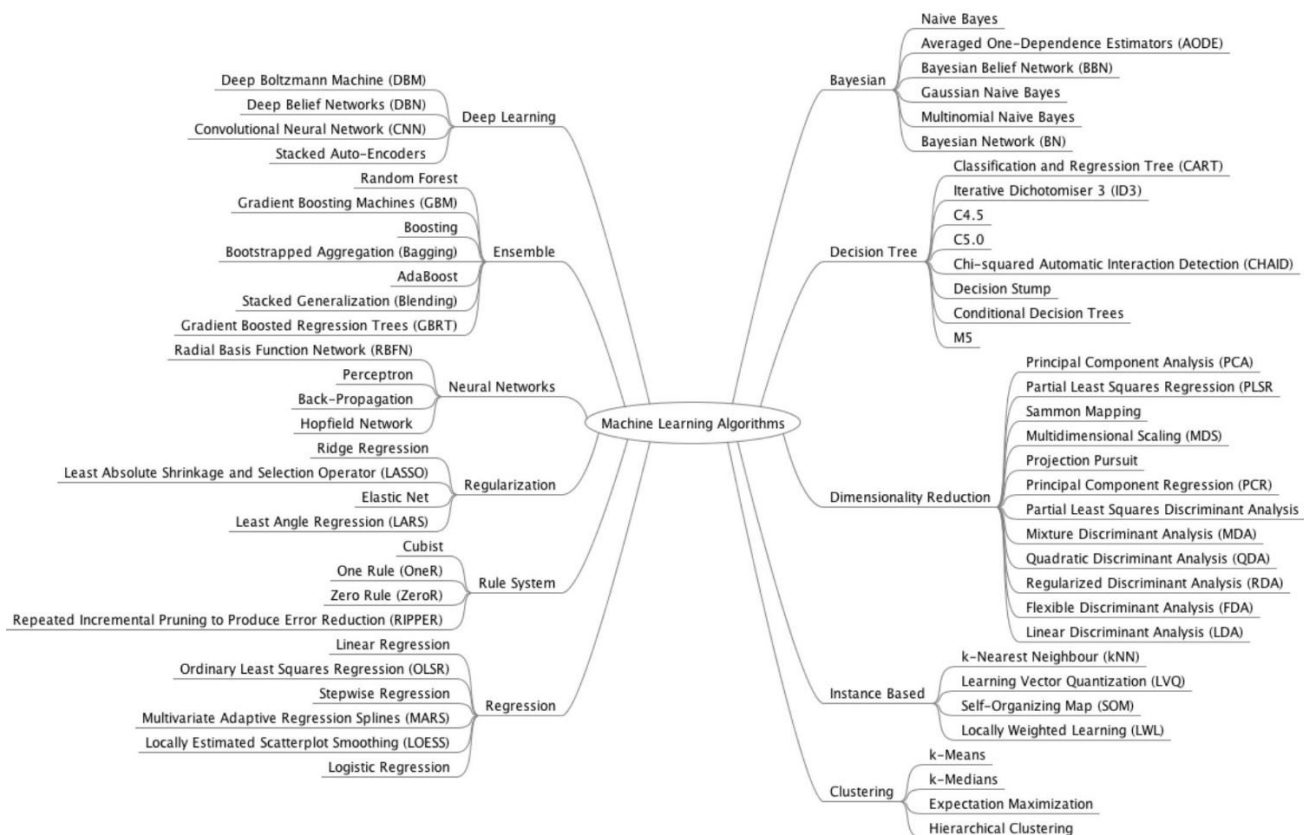 Machine Learning Algorithms
Deep Learning
Deep Boltzmann Machine (DBM)
Deep Belief Networks (DBN)
Convolutional Neural Network (CNN)
Stacked Auto-Encoders
Ensemble
Random Forest
Gradient Boosting Machines (GBM)
Boosting
Bootstrapped Aggregation (Bagging)
AdaBoost
Stacked Generalization (Blending)
Gradient Boosted Regression Trees (GBRT)
Neural Networks
Radial Basis Function Network (RBFN)
Perceptron
Back-Propagation
Hopfield Network
Regularization
Ridge Regression
Least Absolute Shrinkage and Selection Operator (LASSO)
Elastic Net
Least Angle Regression (LARS)
Rule System
Cubist
One Rule (OneR)
Zero Rule (ZeroR)
Repeated Incremental Pruning to Produce Error Reduction (RIPPER)
Regression
Linear Regression
Ordinary Least Squares Regression (OLSR)
Stepwise Regression
Multivariate Adaptive Regression Splines (MARS)
Locally Estimated Scatterplot Smoothing (LOESS)
Logistic Regression
Bayesian
Naive Bayes
Averaged One-Dependence Estimators (AODE)
Bayesian Belief Network (BBN)
Gaussian Naive Bayes
Multinomial Naive Bayes
Bayesian Network (BN)
Decision Tree
Classification and Regression Tree (CART)
Iterative Dichotomiser 3 (ID3)
C4.5
C5.0
Chi-squared Automatic Interaction Detection (CHAID)
Decision Stump
Conditional Decision Trees
M5
Dimensionality Reduction
Principal Component Analysis (PCA)
Partial Least Squares Regression (PLSR
Sammon Mapping
Multidimensional Scaling (MDS)
Projection Pursuit
Principal Component Regression (PCR)
Partial Least Squares Discriminant Analysis
Mixture Discriminant Analysis (MDA)
Quadratic Discriminant Analysis (QDA)
Regularized Discriminant Analysis (RDA)
Flexible Discriminant Analysis (FDA)
Linear Discriminant Analysis (LDA)
Instance Based
k-Nearest Neighbour (kNN)
Learning Vector Quantization (LVQ)
Self-Organizing Map (SOM)
Locally Weighted Learning (LWL)
Clustering
k-Means
k-Medians
Expectation Maximization
Hierarchical Clustering